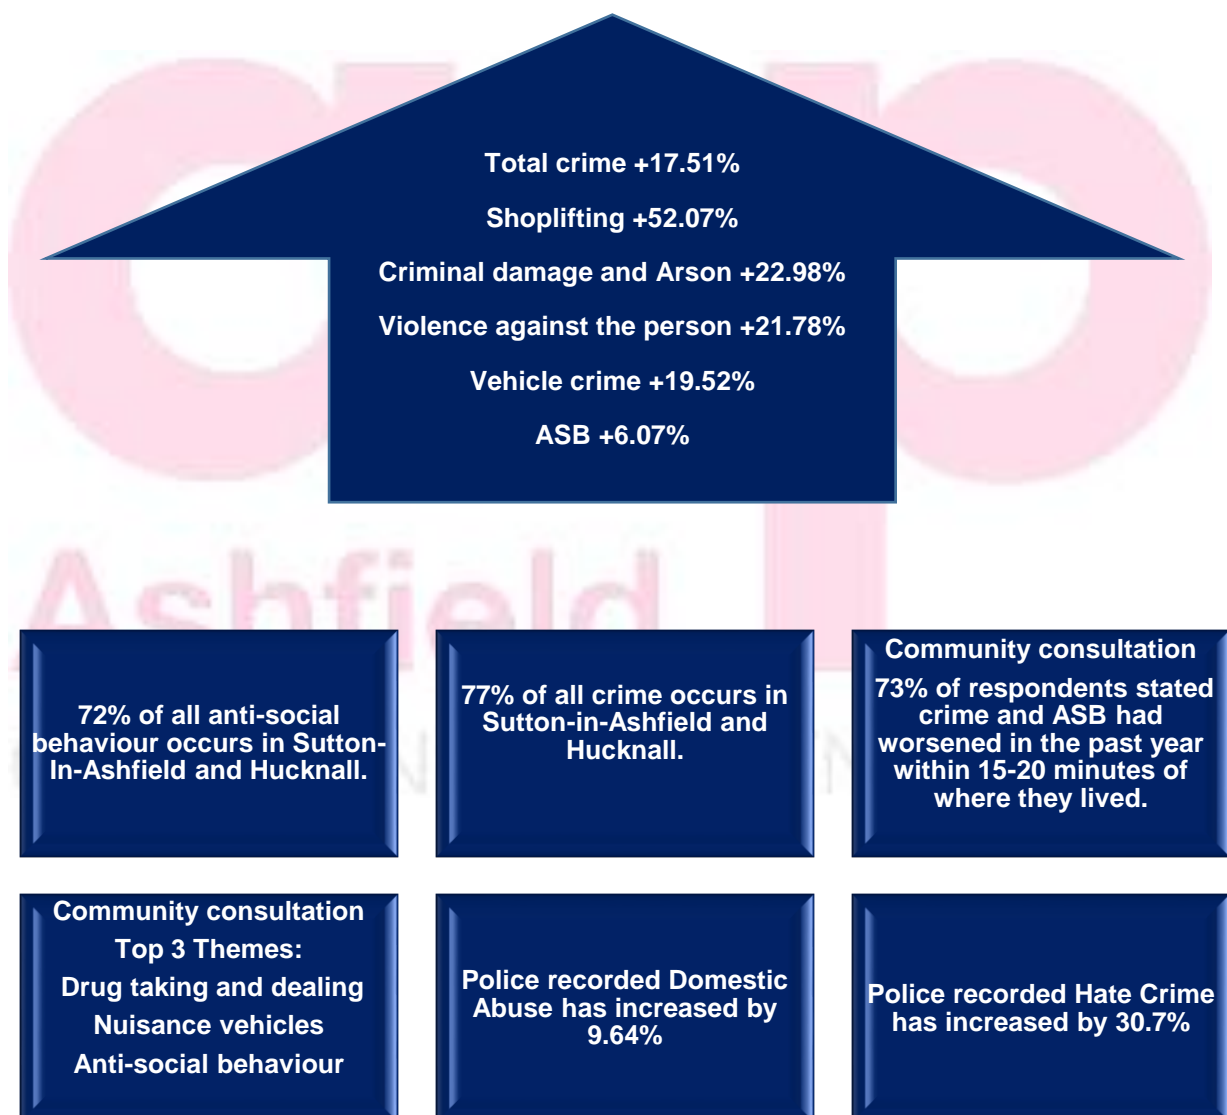 Total crime +17.51%
Shoplifting +52.07%
Criminal damage and Arson +22.98%
Violence against the person +21.78%
Vehicle crime +19.52%
ASB +6.07%
Ashfield
72% of all anti-social
behaviour occurs in Sutton-
In-Ashfield and Hucknall.
77% of all crime occurs in
Sutton-in-Ashfield and
Hucknall.
Community consultation
73% of respondents stated
crime and ASB had
worsened in the past year
within 15-20 minutes of
where they lived.
Community consultation
Top 3 Themes:
Drug taking and dealing
Nuisance vehicles
Anti-social behaviour
Police recorded Domestic
Abuse has increased by
9.64%
Police recorded Hate Crime
has increased by 30.7%